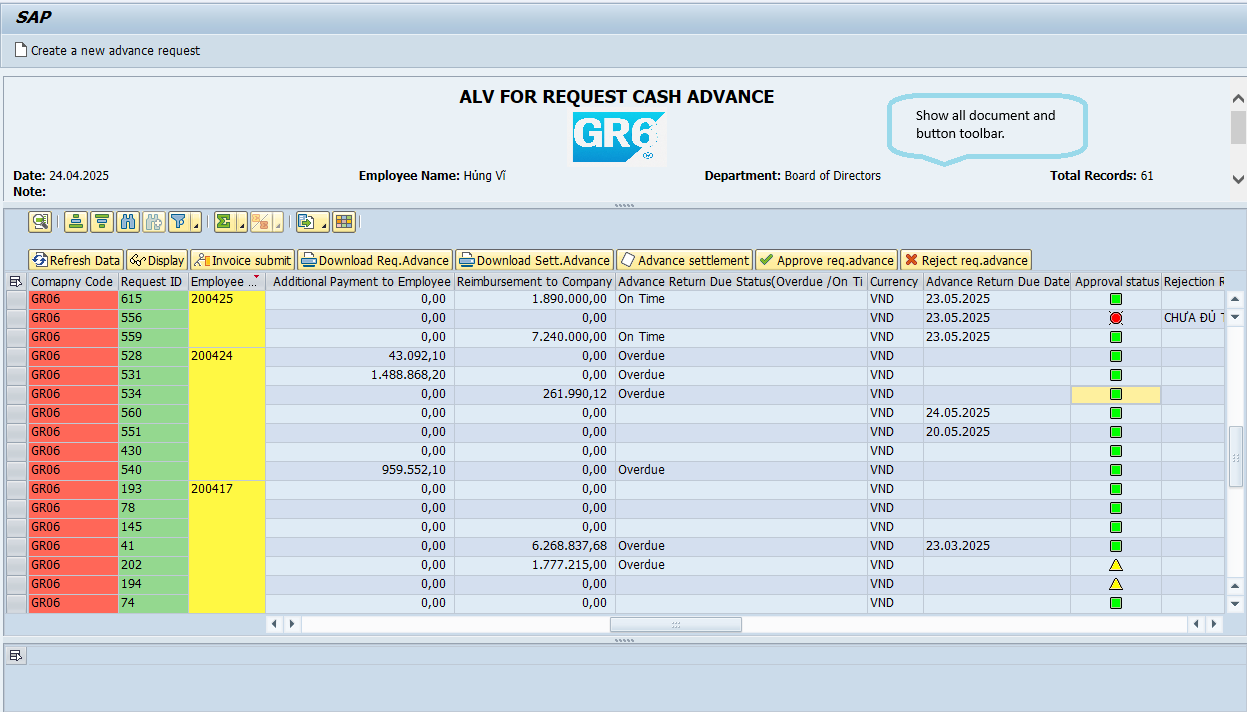 SAP
Create a new advance request
ALV FOR REQUEST CASH ADVANCE
GR6
®
Show all document and
button toolbar.
Date: 24.04.2025 Employee Name: Hùng Vĩ Department: Board of Directors Total Records: 61
Note:
Refresh Data Display Invoice submit Download Req.Advance Download Sett.Advance Advance settlement Approve req.advance Reject req.advance
Comapny Code Request ID Employee ... Additional Payment to Employee Reimbursement to Company Advance Return Due Status(Overdue /On Ti Currency Advance Return Due Date Approval status Rejection R
GR06 615 200425 0,00 1.890.000,00 On Time VND 23.05.2025
GR06 556 0,00 0,00 VND 23.05.2025 CHƯA ĐỦ T
GR06 559 0,00 7.240.000,00 On Time VND 23.05.2025
GR06 528 200424 43.092,10 0,00 Overdue VND
GR06 531 1.488.868,20 0,00 Overdue VND
GR06 534 0,00 261.990,12 Overdue VND
GR06 560 0,00 0,00 VND 24.05.2025
GR06 551 0,00 0,00 VND 20.05.2025
GR06 430 0,00 0,00 VND
GR06 540 959.552,10 0,00 Overdue VND
GR06 193 200417 0,00 0,00 VND
GR06 78 0,00 0,00 VND
GR06 145 0,00 0,00 VND
GR06 41 0,00 6.268.837,68 Overdue VND 23.03.2025
GR06 202 0,00 1.777.215,00 Overdue VND
GR06 194 0,00 0,00 VND
GR06 74 0,00 0,00 VND